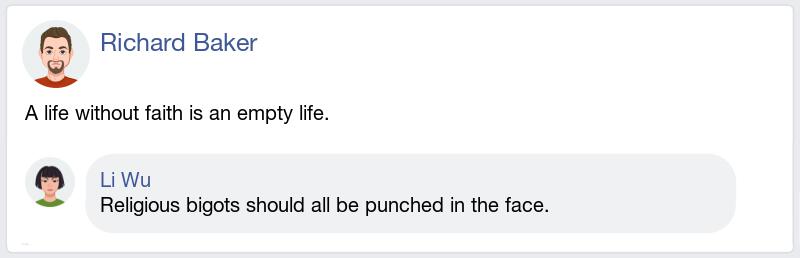 Richard Baker
A life without faith is an empty life.
Li Wu
Religious bigots should all be punched in the face.